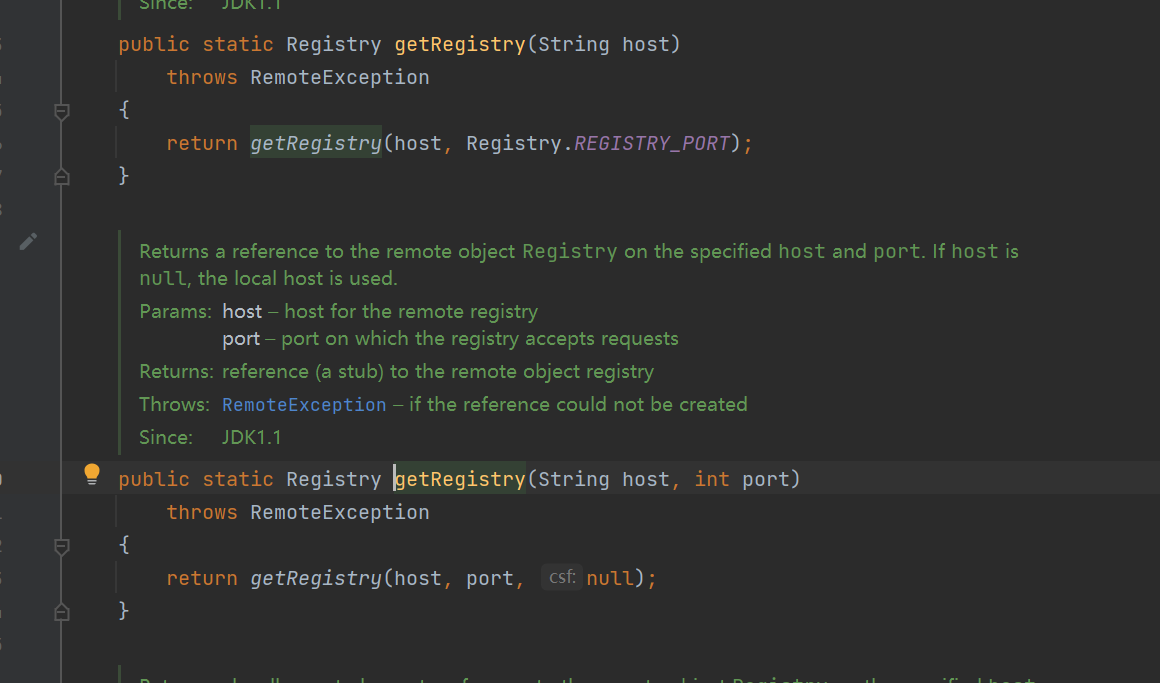 Since: JDK1.1
public static Registry getRegistry(String host)
throws RemoteException
{
return getRegistry(host, Registry.REGISTRY_PORT);
}
Returns a reference to the remote object Registry on the specified host and port. If host is
null, the local host is used.
Params: host – host for the remote registry
port – port on which the registry accepts requests
Returns: reference (a stub) to the remote object registry
Throws: RemoteException – if the reference could not be created
Since: JDK1.1
public static Registry getRegistry(String host, int port)
throws RemoteException
{
return getRegistry(host, port, csf: null);
}